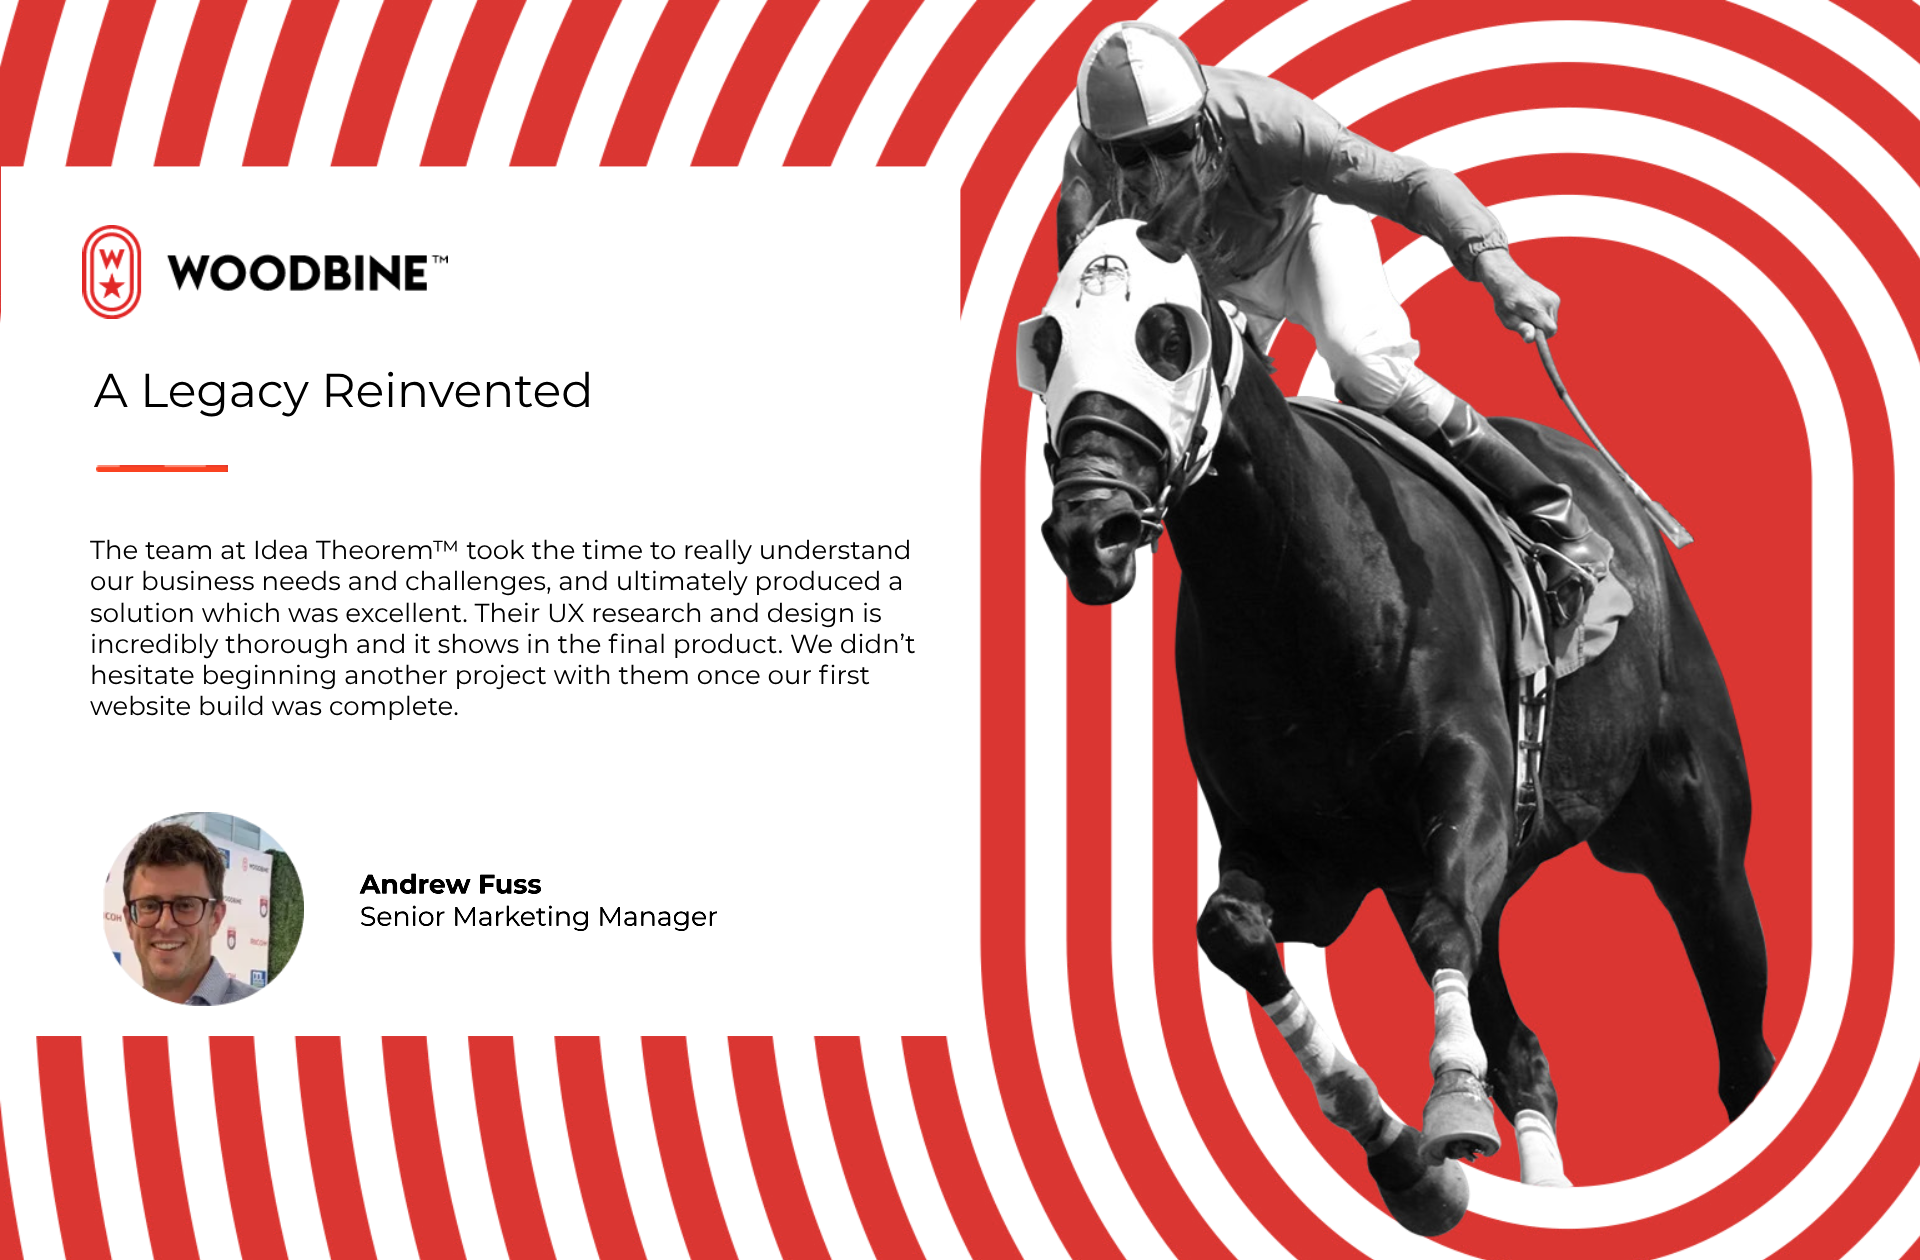 W
WOODBINE™
A Legacy Reinvented
The team at Idea Theorem™ took the time to really understand
our business needs and challenges, and ultimately produced a
solution which was excellent. Their UX research and design is
incredibly thorough and it shows in the final product. We didn’t
hesitate beginning another project with them once our first
website build was complete.
WOODBINE
Andrew Fuss
Senior Marketing Manager